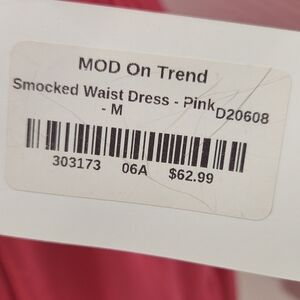 MOD On Trend
Smocked Waist Dress - Pink D20608
- M
303173 06A $62.99